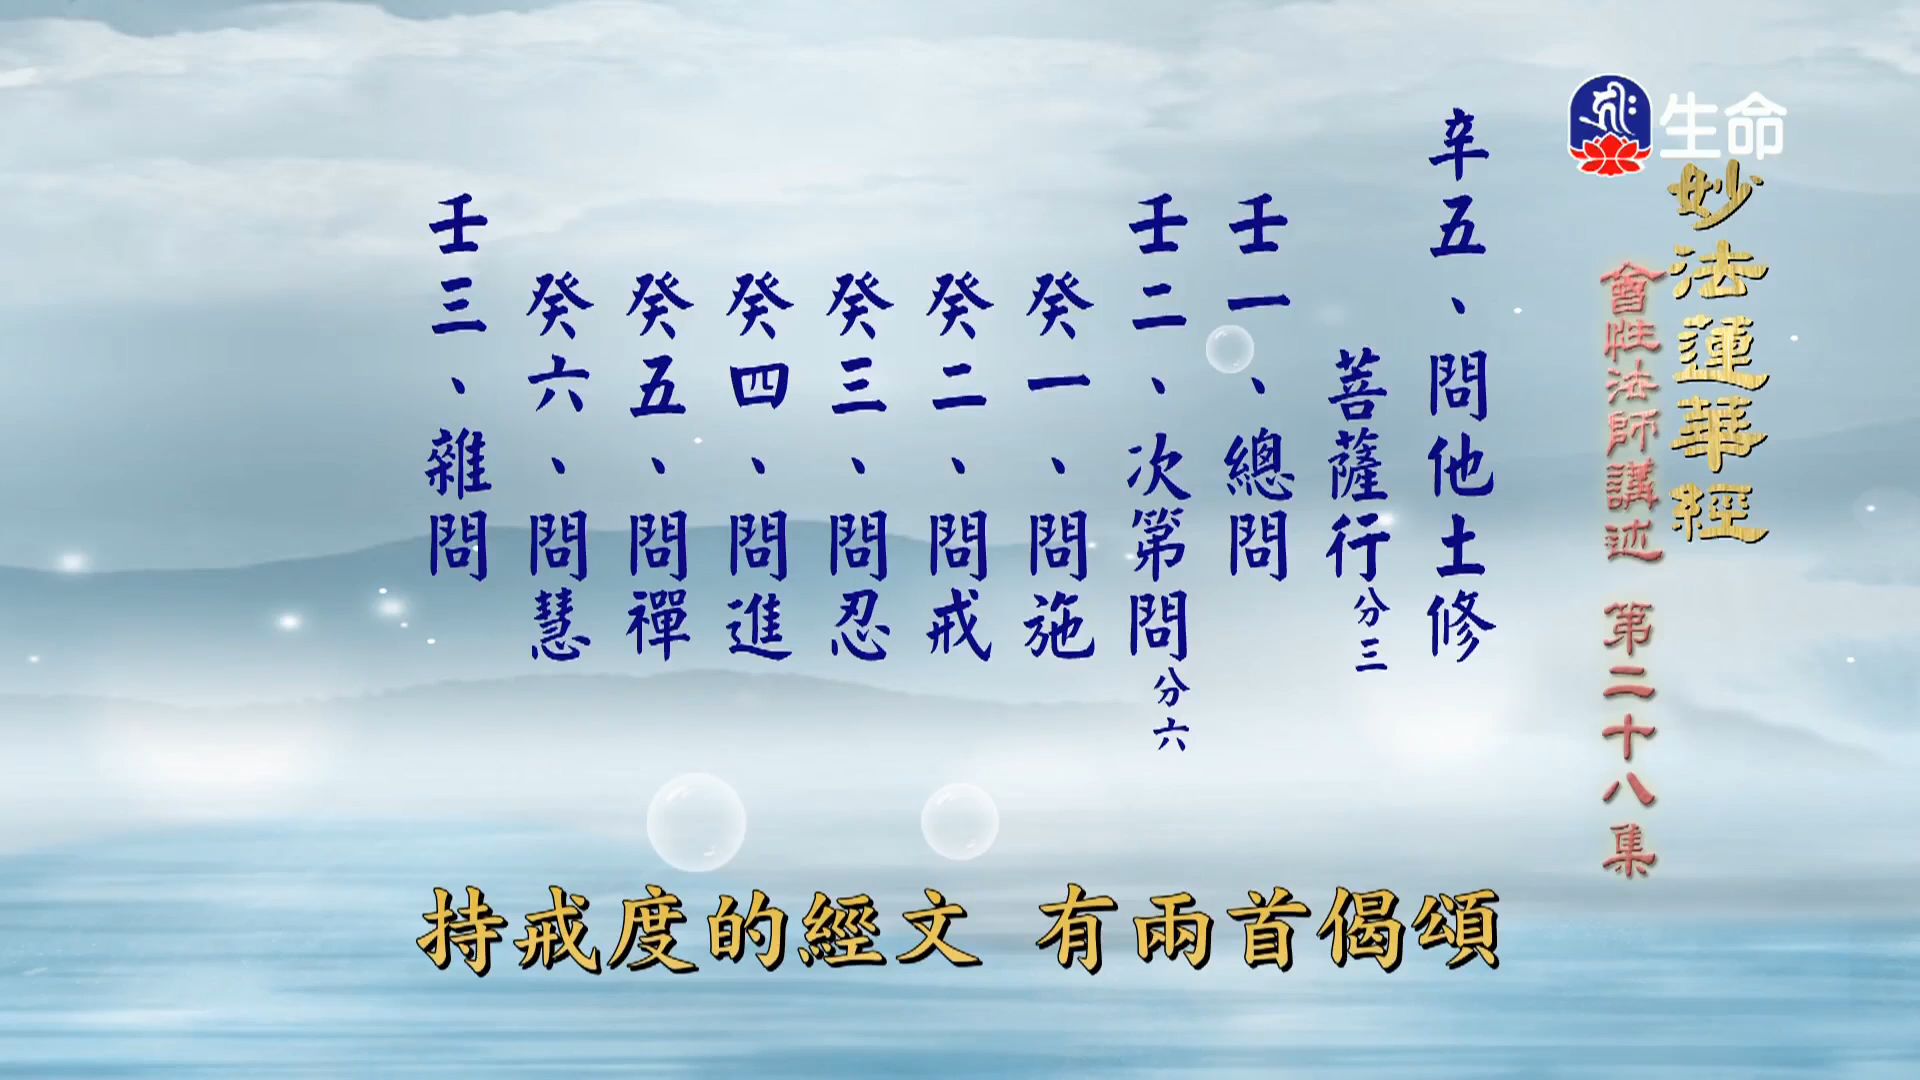 生命
妙法蓮華經
會性法師講述 第二十八集
辛五、問他土修
菩薩行分三
壬一、總問
壬二、次第問分六
癸一、問施
癸二、問戒
癸三、問忍
癸四、問進
癸五、問禪
癸六、問慧
壬三、雜問
持戒度的經文 有兩首偈頌